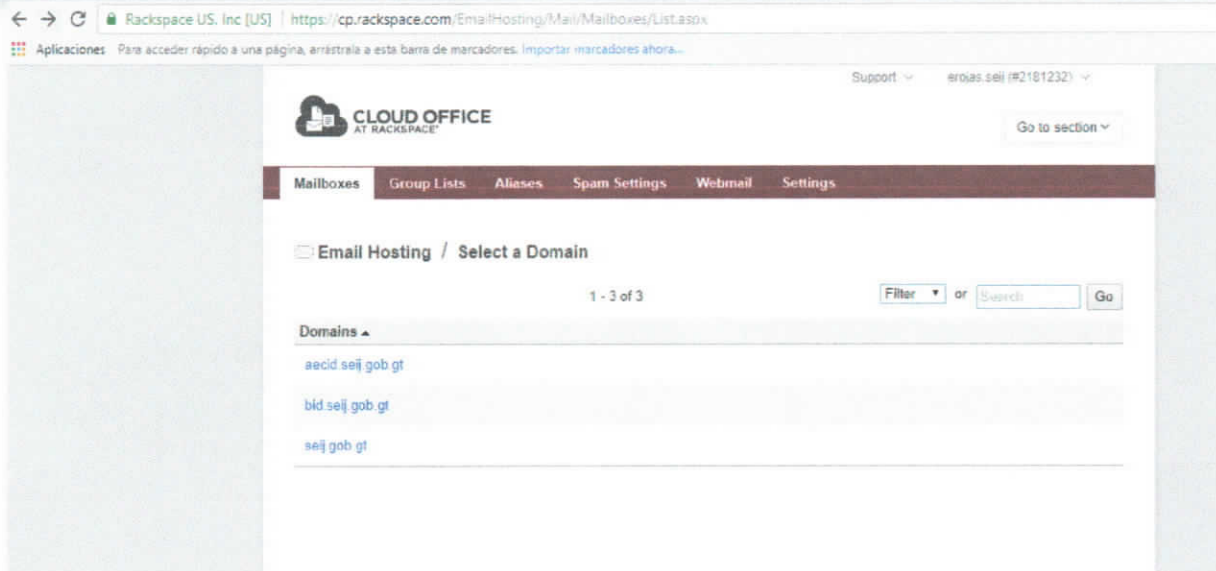 Rackspace US. Inc [US] | https://cp.rackspace.com/EmailHosting/Mail/Mailboxes/List.aspx
Aplicaciones Para acceder rápido a una página, arrástrala a esta barra de marcadores. Importar marcadores ahora...
Support erojas.seij (#2181232)
CLOUD OFFICE
AT RACKSPACE®
Go to section
Mailboxes Group Lists Aliases Spam Settings Webmail Settings
Email Hosting / Select a Domain
1 - 3 of 3 Filter or Search Go
Domains
aecid.seij.gob.gt
bid.seij.gob.gt
seij.gob.gt